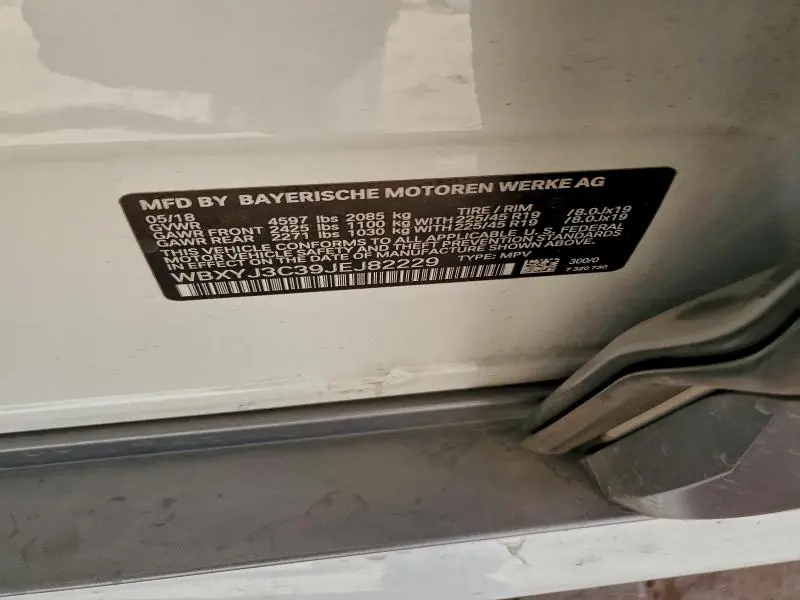 MFD BY BAYERISCHE MOTOREN WERKE AG
05/18 TIRE / RIM
GVWR 4597 lbs 2085 kg
GAWR FRONT 2425 lbs 1100 kg WITH 225/45 R19 /8.0Jx19
GAWR REAR 2271 lbs 1030 kg WITH 225/45 R19 /8.0Jx19
THIS VEHICLE CONFORMS TO ALL APPLICABLE U.S. FEDERAL
MOTOR VEHICLE SAFETY AND THEFT PREVENTION STANDARDS
IN EFFECT ON THE DATE OF MANUFACTURE SHOWN ABOVE.
WBXYJ3C39JEJ82229 TYPE: MPV 300/0
7 320 730